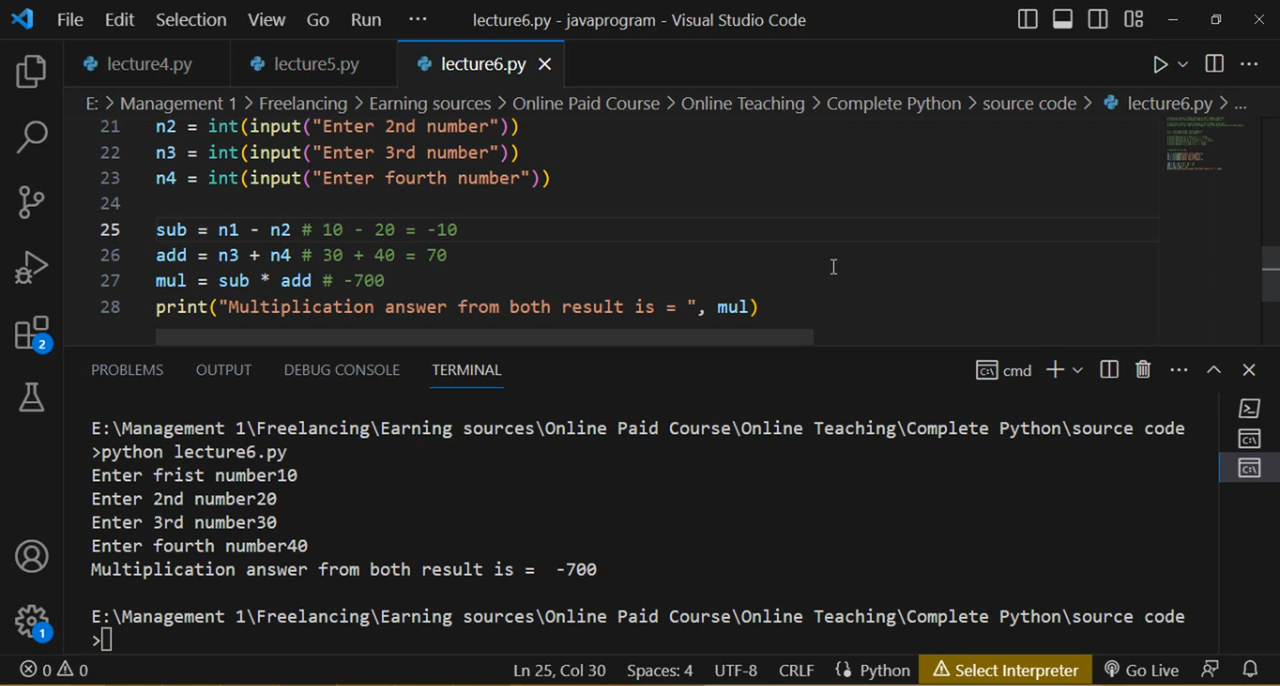 File Edit Selection View Go Run ··· lecture6.py - javaprogram - Visual Studio Code
lecture4.py lecture5.py lecture6.py
E: > Management 1 > Freelancing > Earning sources > Online Paid Course > Online Teaching > Complete Python > source code > lecture6.py > ...
21 n2 = int(input("Enter 2nd number"))
22 n3 = int(input("Enter 3rd number"))
23 n4 = int(input("Enter fourth number"))
24
25 sub = n1 - n2 # 10 - 20 = -10
26 add = n3 + n4 # 30 + 40 = 70
27 mul = sub * add # -700
28 print("Multiplication answer from both result is = ", mul)
2
PROBLEMS OUTPUT DEBUG CONSOLE TERMINAL cmd
E:\Management 1\Freelancing\Earning sources\Online Paid Course\Online Teaching\Complete Python\source code
>python lecture6.py
Enter frist number10
Enter 2nd number20
Enter 3rd number30
Enter fourth number40
Multiplication answer from both result is =  -700
E:\Management 1\Freelancing\Earning sources\Online Paid Course\Online Teaching\Complete Python\source code
>
1
0 0 Ln 25, Col 30 Spaces: 4 UTF-8 CRLF Python Select Interpreter Go Live